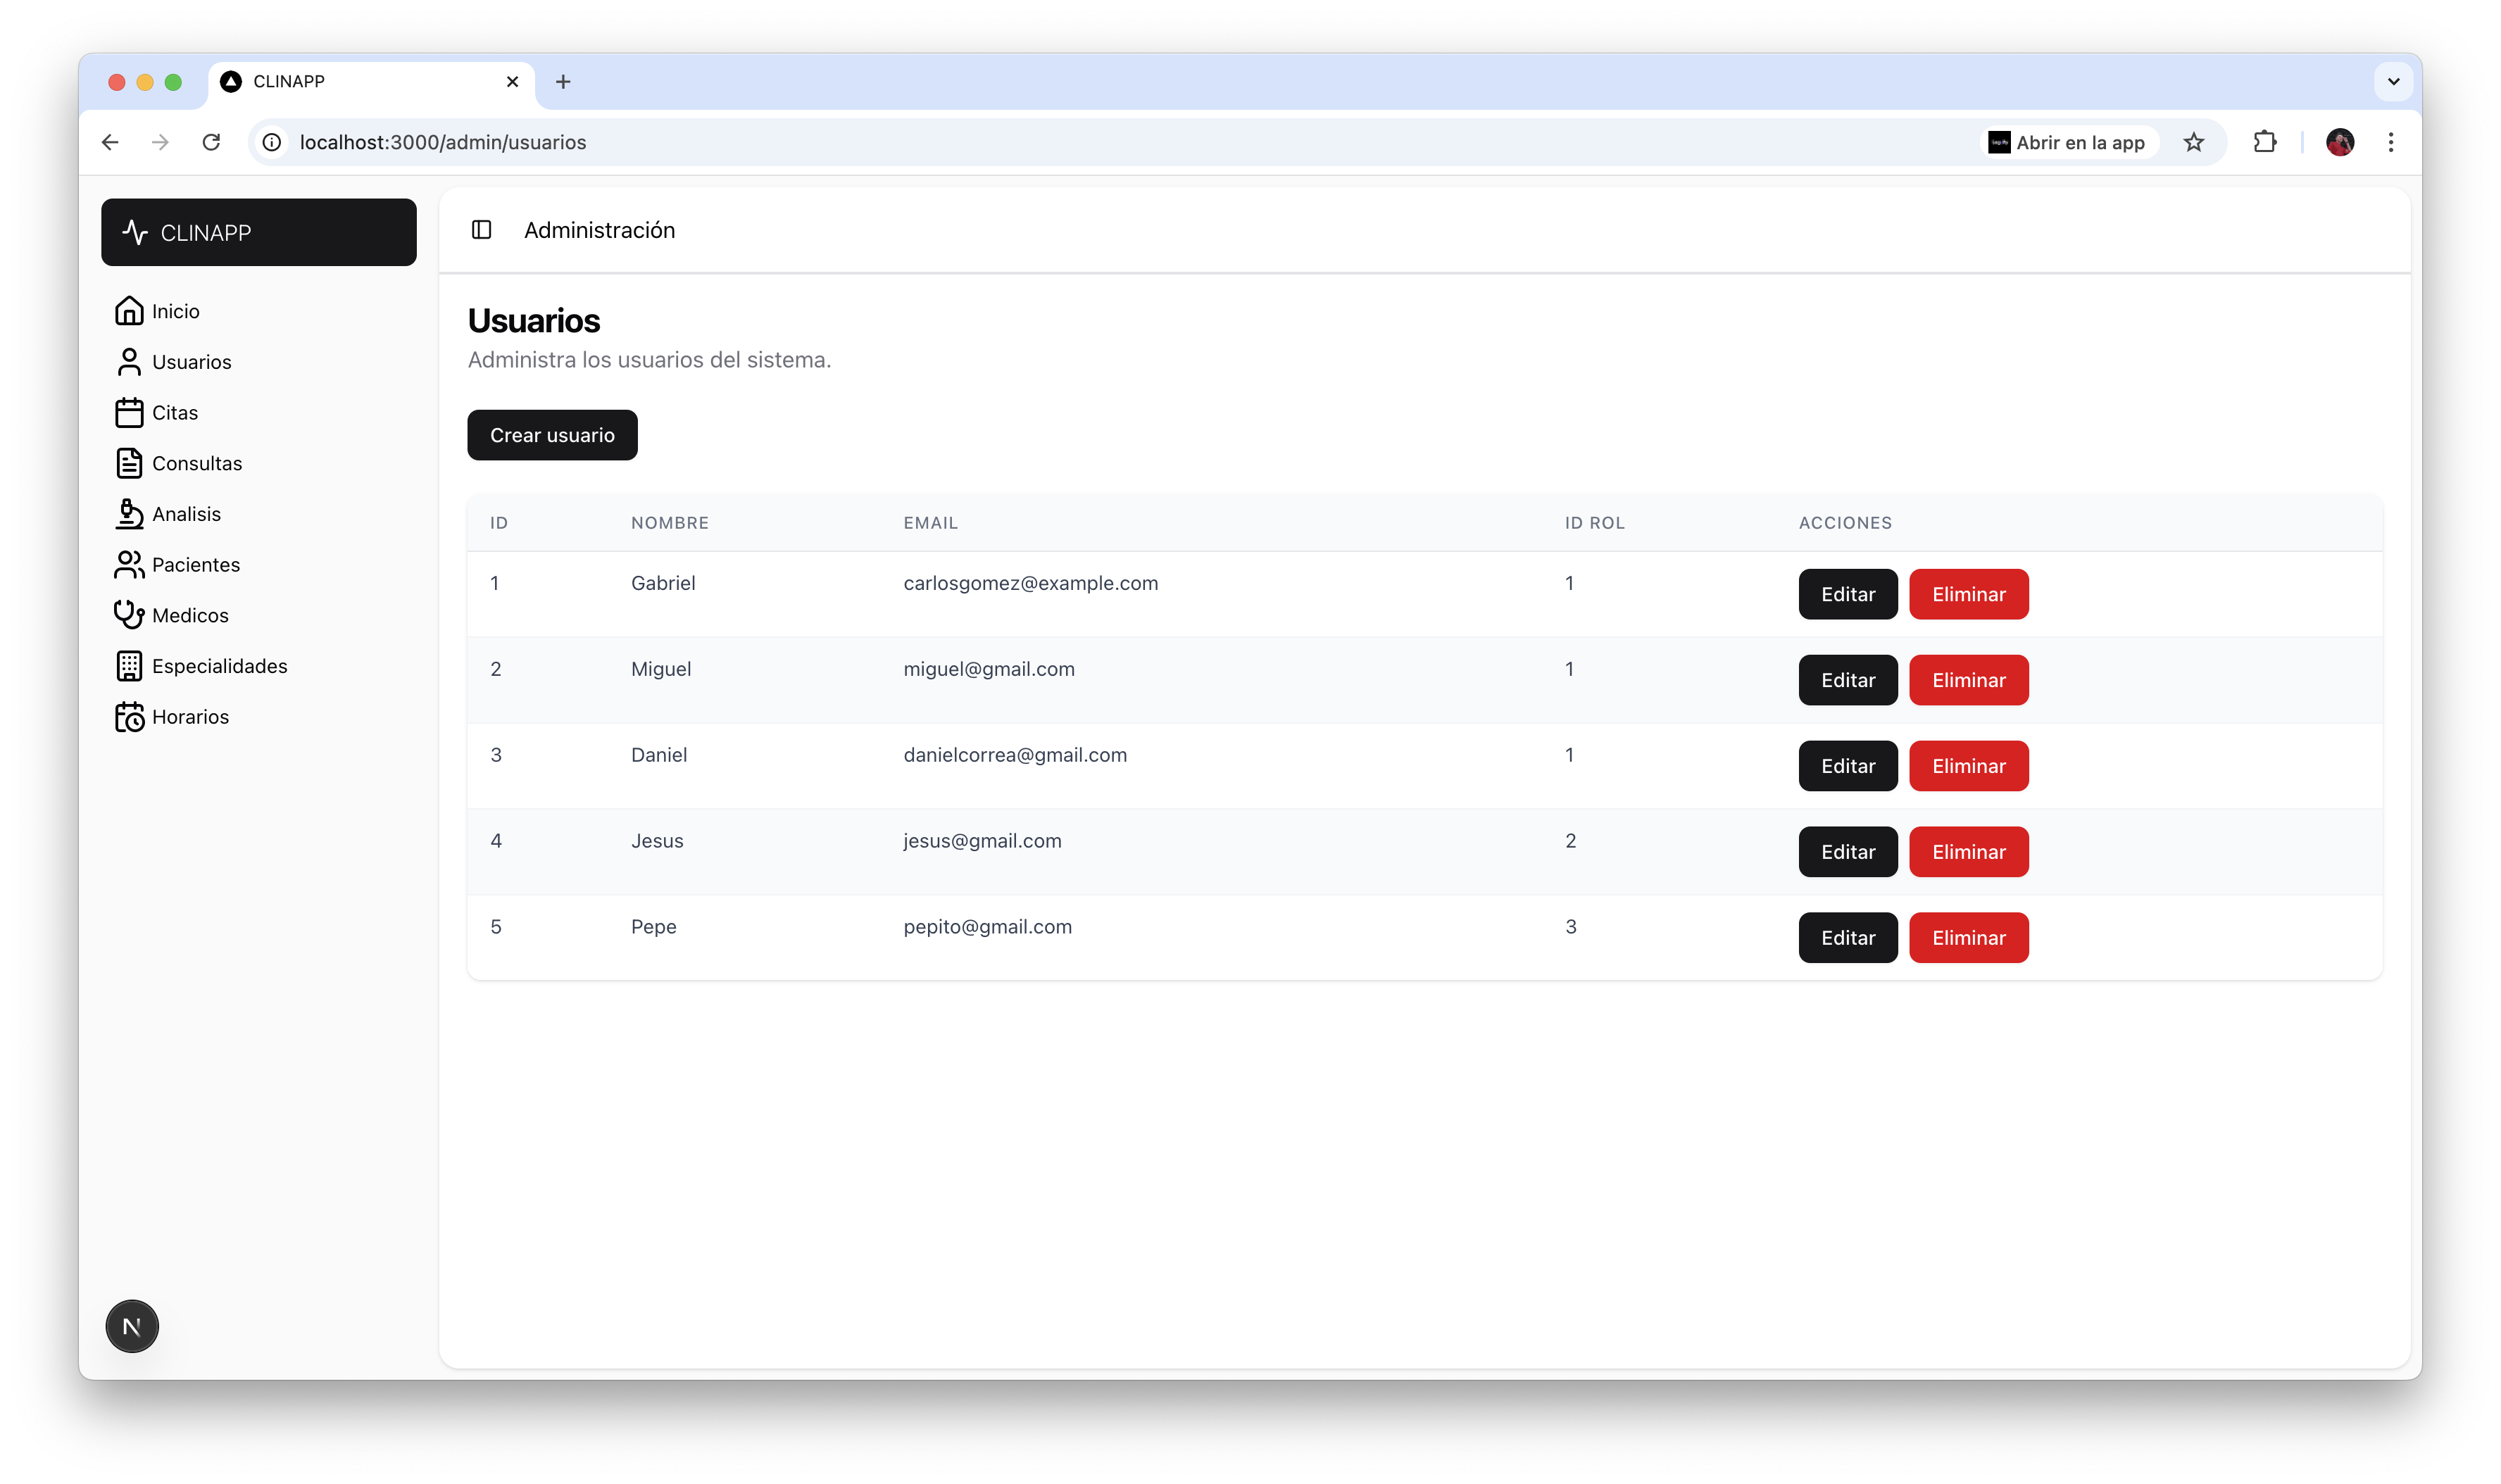 CLINAPP
localhost:3000/admin/usuarios
Abrir en la app
CLINAPP
Inicio
Usuarios
Citas
Consultas
Analisis
Pacientes
Medicos
Especialidades
Horarios
N
Administración
Usuarios
Administra los usuarios del sistema.
Crear usuario
ID NOMBRE EMAIL ID ROL ACCIONES
1 Gabriel carlosgomez@example.com 1 Editar Eliminar
2 Miguel miguel@gmail.com 1 Editar Eliminar
3 Daniel danielcorrea@gmail.com 1 Editar Eliminar
4 Jesus jesus@gmail.com 2 Editar Eliminar
5 Pepe pepito@gmail.com 3 Editar Eliminar